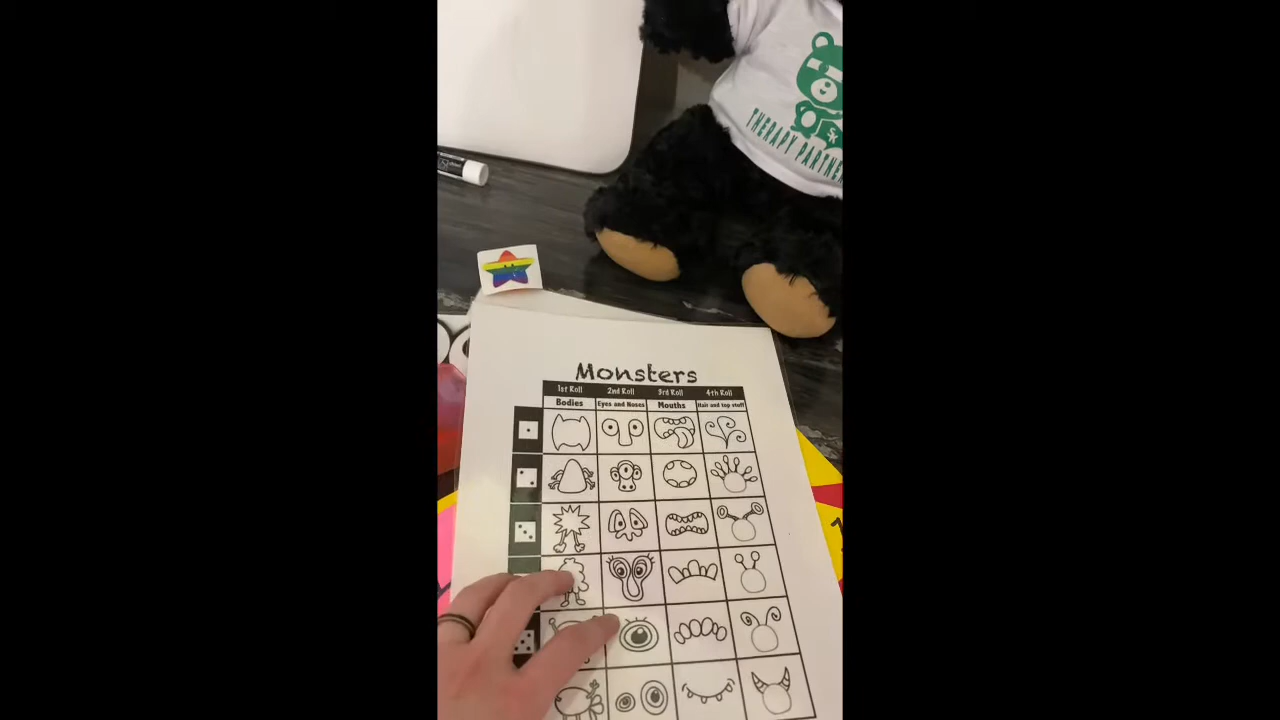 THERAPY PARTNER
Monsters
1st Roll 2nd Roll 3rd Roll 4th Roll
Bodies Eyes and Noses Mouths Hair and top stuff